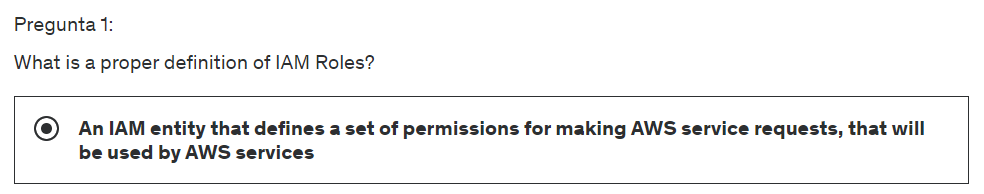 Pregunta 1:
What is a proper definition of IAM Roles?
An IAM entity that defines a set of permissions for making AWS service requests, that will
be used by AWS services